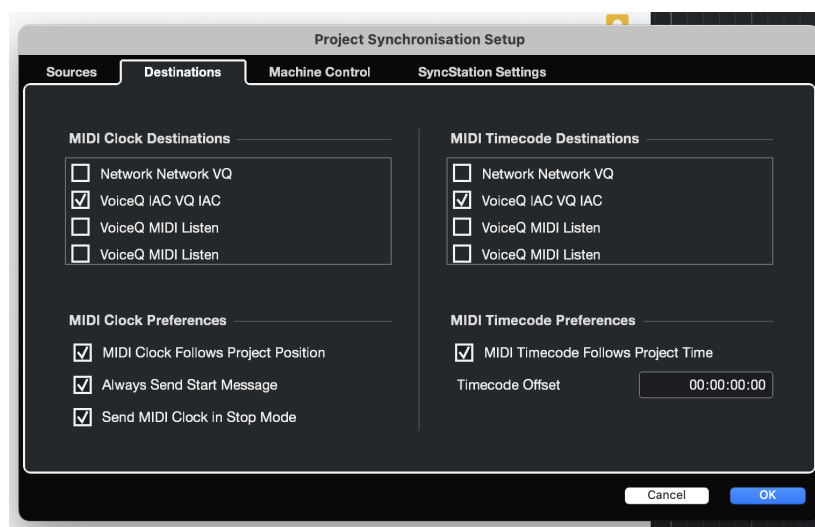 Project Synchronisation Setup
Sources Destinations Machine Control SyncStation Settings
MIDI Clock Destinations
Network Network VQ
VoiceQ IAC VQ IAC
VoiceQ MIDI Listen
VoiceQ MIDI Listen
MIDI Timecode Destinations
Network Network VQ
VoiceQ IAC VQ IAC
VoiceQ MIDI Listen
VoiceQ MIDI Listen
MIDI Clock Preferences
MIDI Clock Follows Project Position
Always Send Start Message
Send MIDI Clock in Stop Mode
MIDI Timecode Preferences
MIDI Timecode Follows Project Time
Timecode Offset 00:00:00:00
Cancel OK